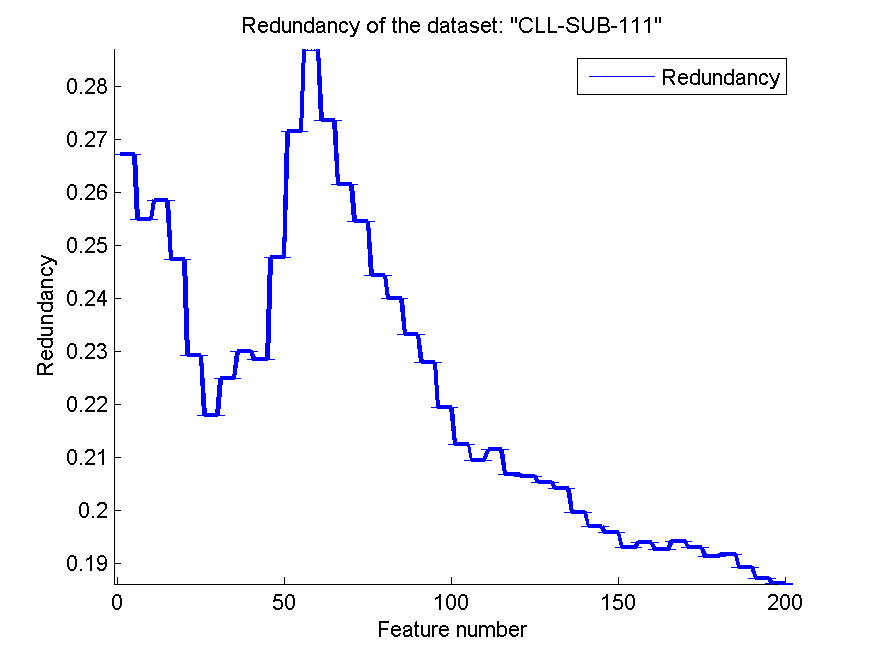 Redundancy of the dataset: "CLL-SUB-111"
Redundancy
0.28
0.27
0.26
0.25
0.24
0.23
0.22
0.21
0.2
0.19
Redundancy
0 50 100 150 200
Feature number